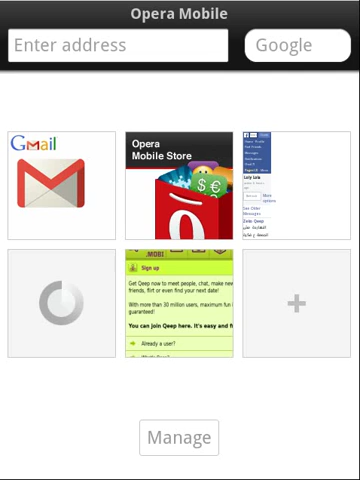 Opera Mobile
Enter address
Google
Gmail
Opera
Mobile Store
$€
.MOBI
Sign up
Get Qeep now to meet people, chat, make new
friends, flirt or even find your next date!
With more than 30 million users, maximum fun
guaranteed!
You can join Qeep here. It's easy and f
Already a user?
Manage